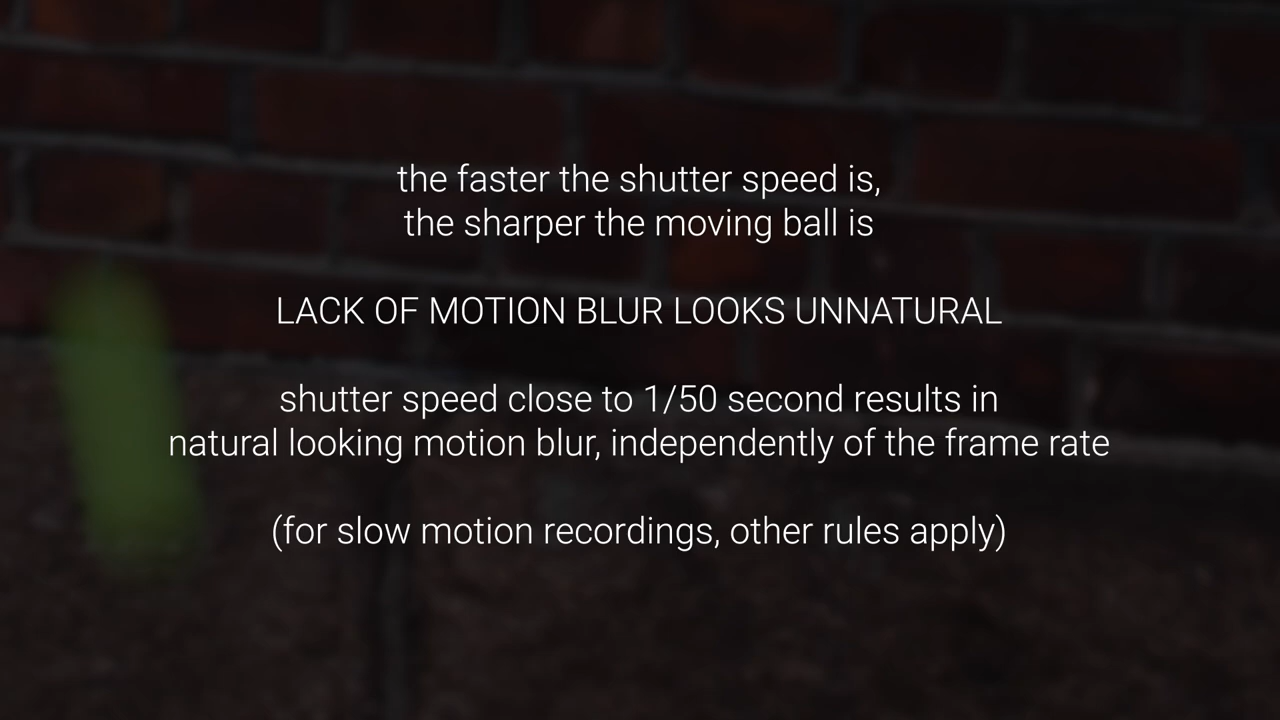 the faster the shutter speed is,
the sharper the moving ball is
LACK OF MOTION BLUR LOOKS UNNATURAL
shutter speed close to 1/50 second results in
natural looking motion blur, independently of the frame rate
(for slow motion recordings, other rules apply)